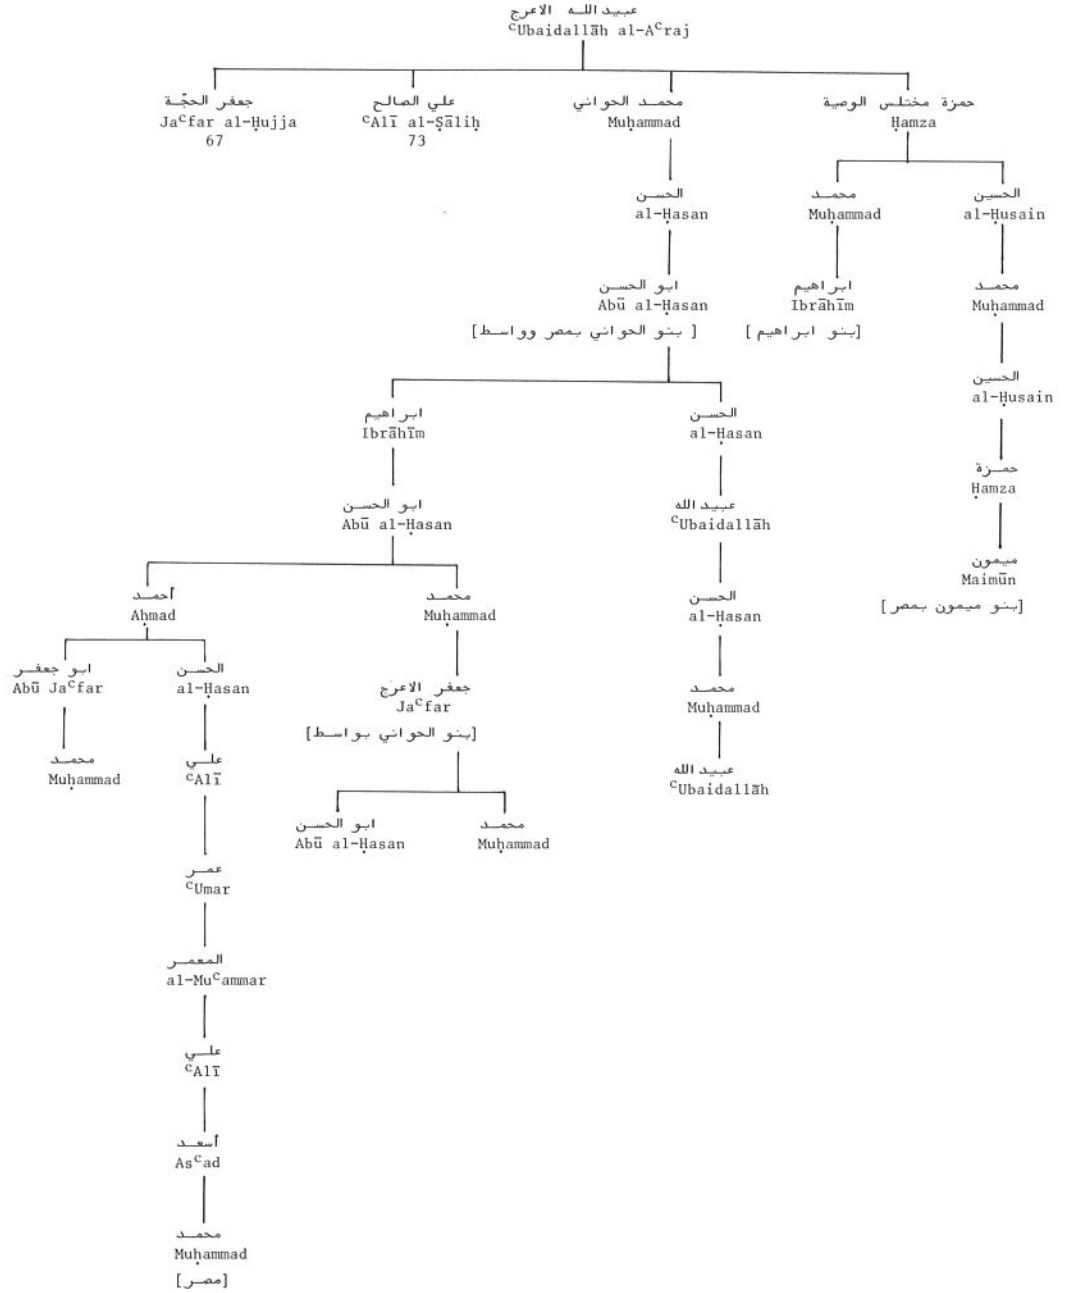 عبيد الله الاعرج
ᶜUbaidallāh al-Aᶜraj
جعفر الحجّة
علي الصالح
محمد الحواني
حمزة مختلس الوصية
Jaᶜfar al-Ḥujja
ᶜAlī al-Ṣāliḥ
Muḥammad
Ḥamza
67
73
الحسن
محمد
الحسين
al-Ḥasan
Muḥammad
al-Ḥusain
ابو الحسن
ابراهيم
محمد
Abū al-Ḥasan
Ibrāhīm
Muḥammad
[بنو الحواني بمصر وواسط]
[بنو ابراهيم]
الحسين
al-Ḥusain
ابراهيم
الحسن
Ibrāhīm
al-Ḥasan
حمزة
Ḥamza
ابو الحسن
عبيد الله
Abū al-Ḥasan
ᶜUbaidallāh
ميمون
Maimūn
[بنو ميمون بمصر]
أحمد
محمد
الحسن
Aḥmad
Muḥammad
al-Ḥasan
ابو جعفر
الحسن
جعفر الاعرج
محمد
Abū Jaᶜfar
al-Ḥasan
Jaᶜfar
Muḥammad
[بنو الحواني بواسط]
محمد
علي
عبيد الله
Muḥammad
ᶜAlī
ᶜUbaidallāh
ابو الحسن
محمد
Abū al-Ḥasan
Muḥammad
عمر
ᶜUmar
المعمر
al-Muᶜammar
علي
ᶜAlī
أسعد
Asᶜad
محمد
Muḥammad
[مصر]